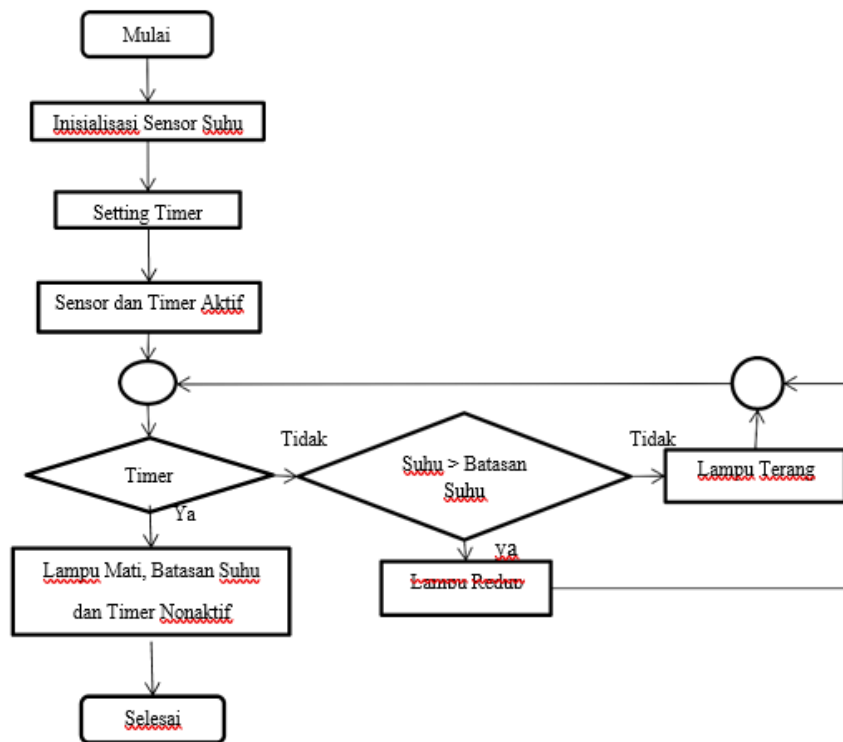 Mulai
Inisialisasi Sensor Suhu
Setting Timer
Sensor dan Timer Aktif
Timer
Tidak
Suhu > Batasan
Suhu
Tidak
Lampu Terang
Ya
ya
Lampu Mati, Batasan Suhu
dan Timer Nonaktif
Lampu Redup
Selesai